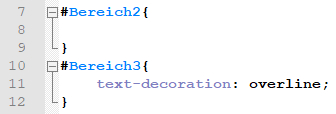 7 #Bereich2{
8
9 }
10 #Bereich3{
11 text-decoration: overline;
12 }